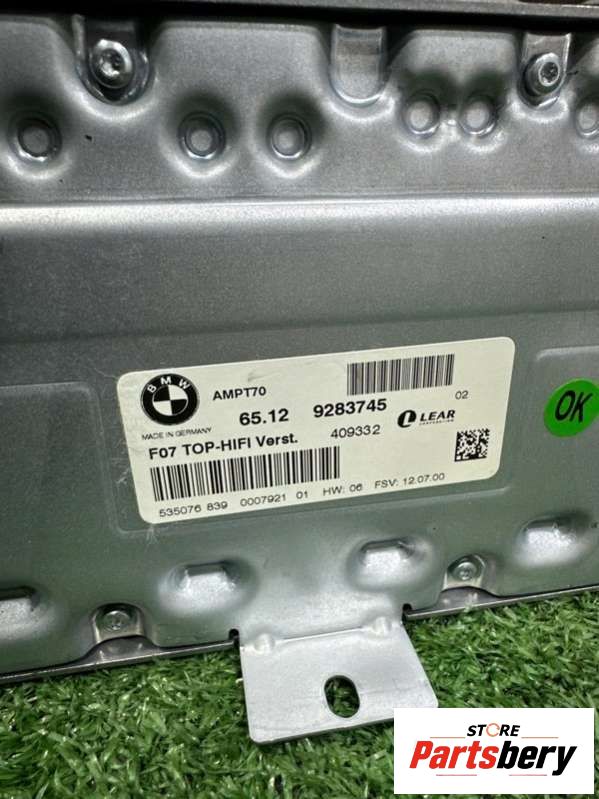 BMW
AMPT70
02
65.12 9283745
LEAR
CORPORATION
MADE IN GERMANY
F07 TOP-HIFI Verst. 409332
535076 839 0007921 01 HW: 06 FSV: 12.07.00
OK
STORE
Partsbery